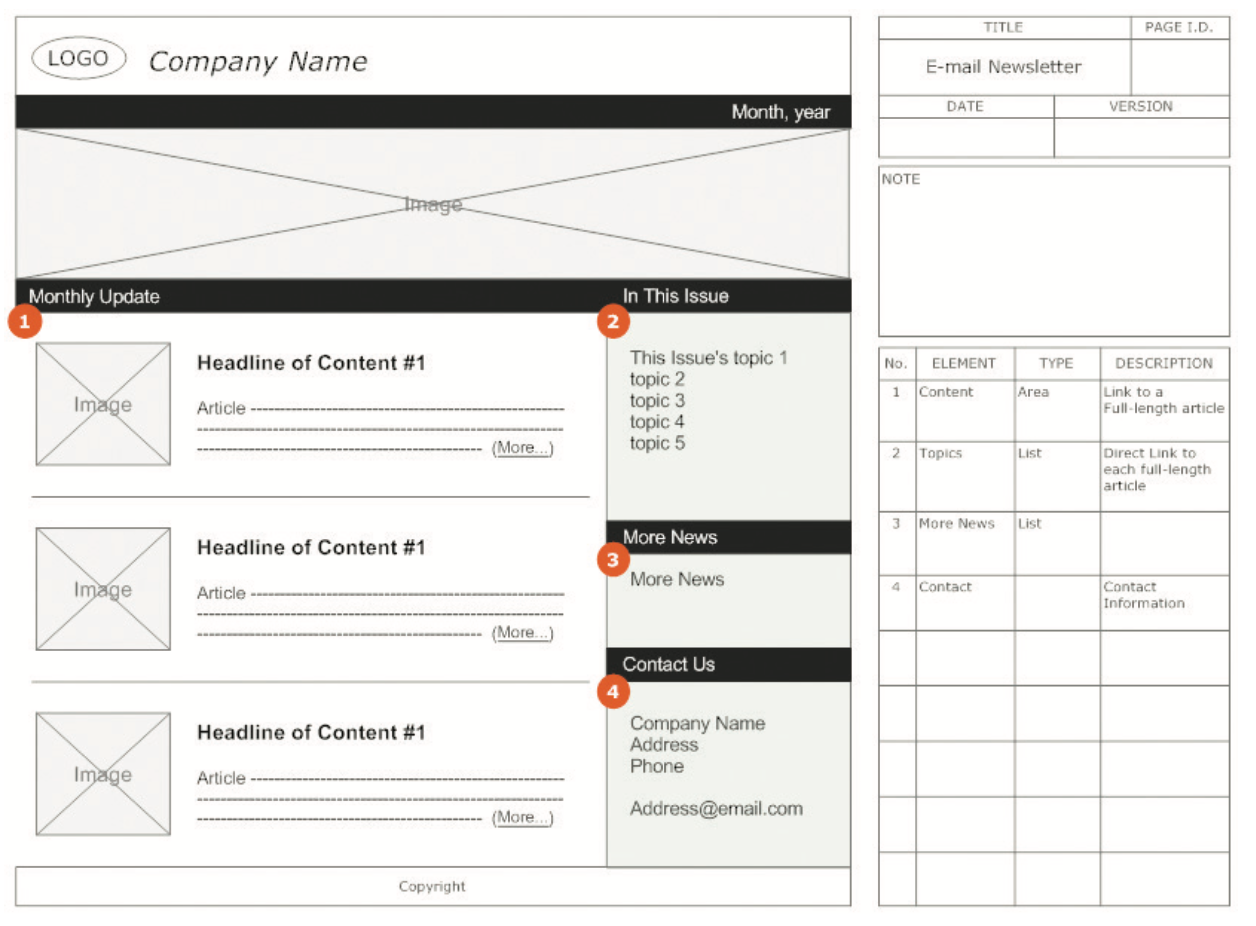 LOGO Company Name
Month, year
Image
Monthly Update
1
Image
Headline of Content #1
Article -----------------------------------------------------
--------------------------------------------------------------
------------------------------------------------ (More...)
Image
Headline of Content #1
Article -----------------------------------------------------
--------------------------------------------------------------
------------------------------------------------ (More...)
Image
Headline of Content #1
Article -----------------------------------------------------
--------------------------------------------------------------
------------------------------------------------ (More...)
In This Issue
2
This Issue's topic 1
topic 2
topic 3
topic 4
topic 5
More News
3
More News
Contact Us
4
Company Name
Address
Phone
Address@email.com
Copyright
TITLE PAGE I.D.
E-mail Newsletter
DATE VERSION
NOTE
No. ELEMENT TYPE DESCRIPTION
1 Content Area Link to a
Full-length article
2 Topics List Direct Link to
each full-length
article
3 More News List
4 Contact Contact
Information